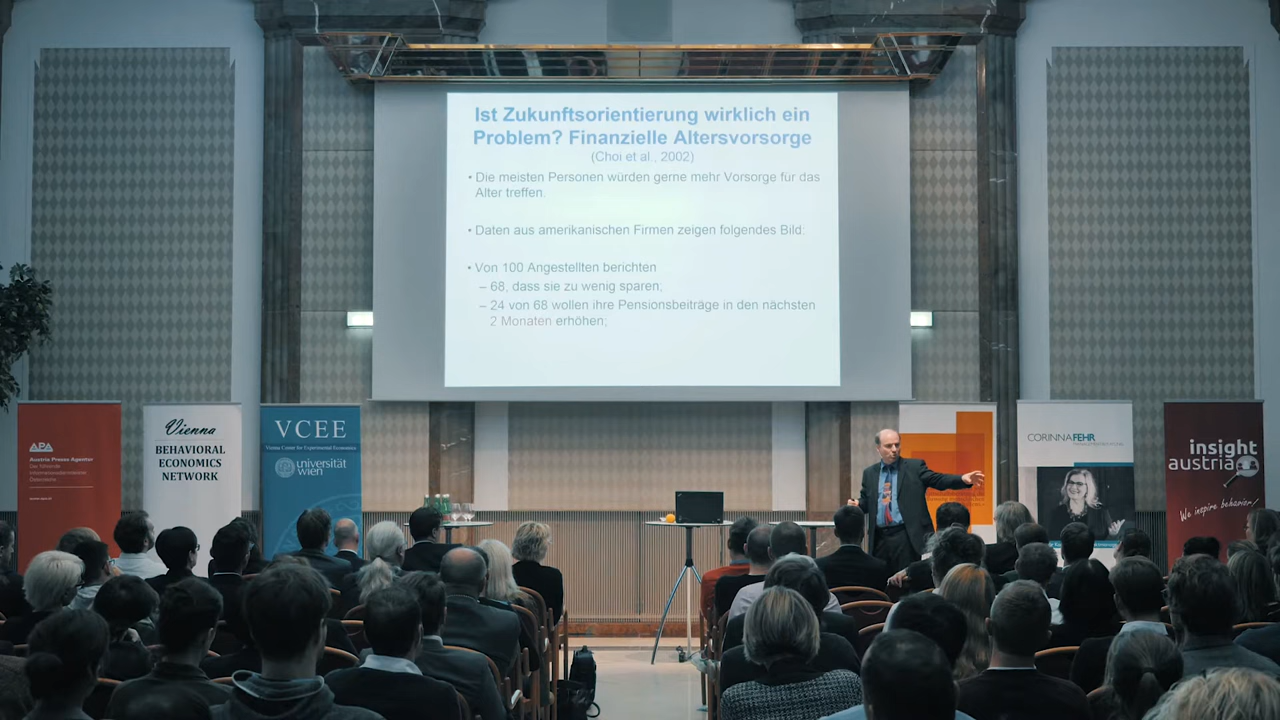 Ist Zukunftsorientierung wirklich ein
Problem? Finanzielle Altersvorsorge
(Choi et al., 2002)
• Die meisten Personen würden gerne mehr Vorsorge für das
Alter treffen.
• Daten aus amerikanischen Firmen zeigen folgendes Bild:
• Von 100 Angestellten berichten
– 68, dass sie zu wenig sparen;
– 24 von 68 wollen ihre Pensionsbeiträge in den nächsten
2 Monaten erhöhen;
APA
Austria Presse Agentur
Vienna
BEHAVIORAL
ECONOMICS
NETWORK
VCEE
Vienna Center for Experimental Economics
universität
wien
CORINNAFEHR
insight
austria
We inspire behavior!